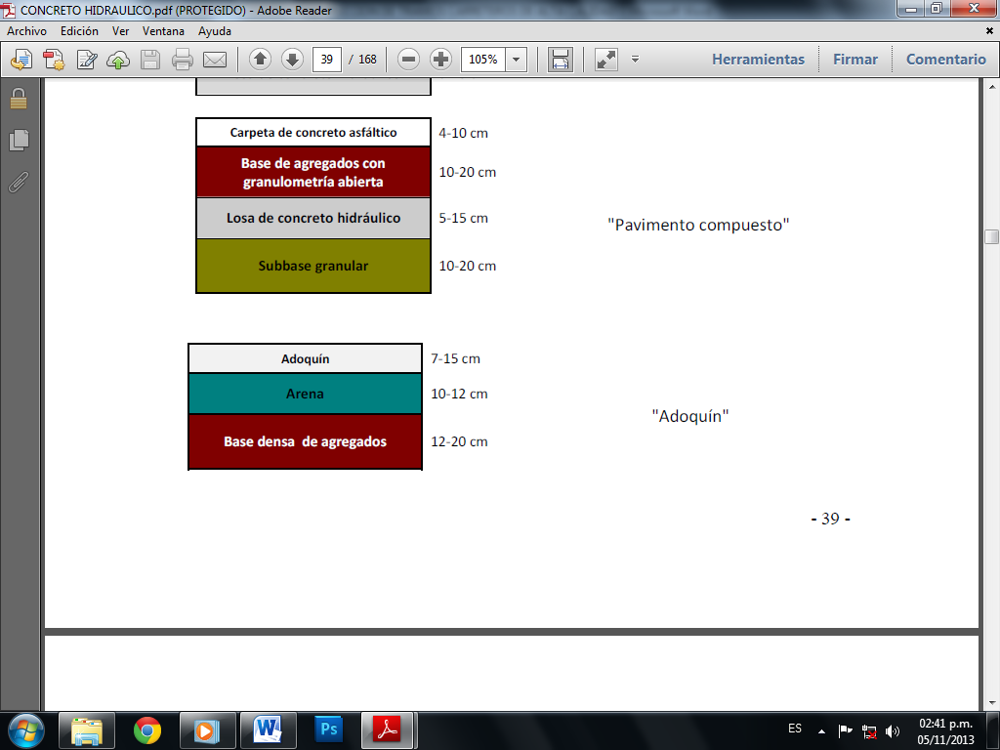 CONCRETO HIDRAULICO.pdf (PROTEGIDO) - Adobe Reader
Archivo Edición Ver Ventana Ayuda
39 / 168 105% Herramientas Firmar Comentario
Carpeta de concreto asfáltico 4-10 cm
Base de agregados con
granulometría abierta 10-20 cm
Losa de concreto hidráulico 5-15 cm
"Pavimento compuesto"
Subbase granular 10-20 cm
Adoquín 7-15 cm
Arena 10-12 cm
"Adoquín"
Base densa de agregados 12-20 cm
- 39 -
W Ps
ES 02:41 p.m.
05/11/2013